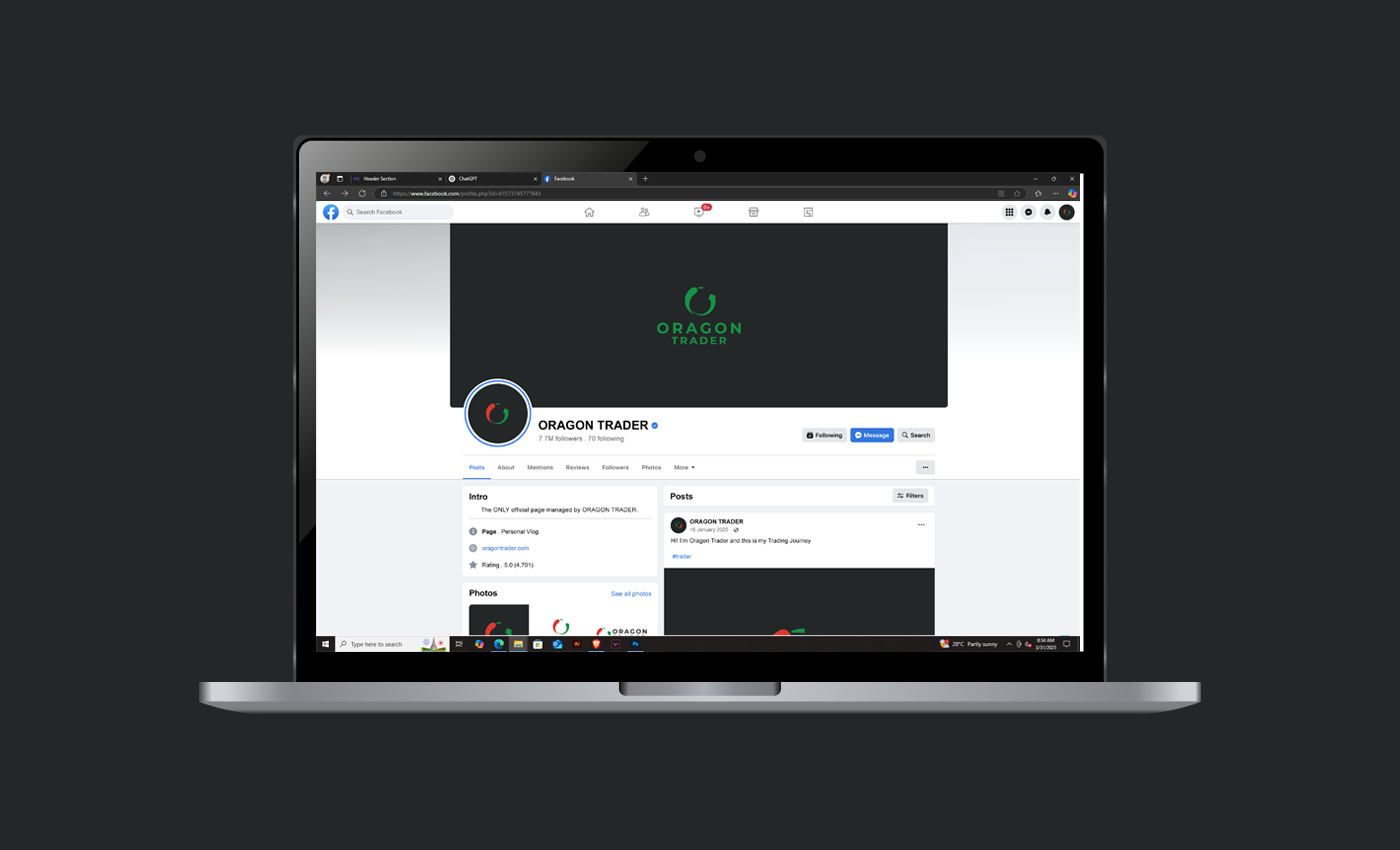 Header Section
ChatGPT
Facebook
https://www.facebook.com/profile.php?id=61573745777843
Search Facebook
9+
ORAGON
TRADER
ORAGON TRADER
7.7M followers . 70 following
Following
Message
Search
Posts
About
Mentions
Reviews
Followers
Photos
More
Intro
The ONLY official page managed by ORAGON TRADER.
Page . Personal Vlog
oragontrader.com
Rating . 5.0 (4,701)
Photos
See all photos
ORAGON
Posts
Filters
ORAGON TRADER
18 January 2025 ·
Hi! I'm Oragon Trader and this is my Trading Journey
#trader
Type here to search
Ai
Ps
28°C Partly sunny
8:34 AM
3/31/2025